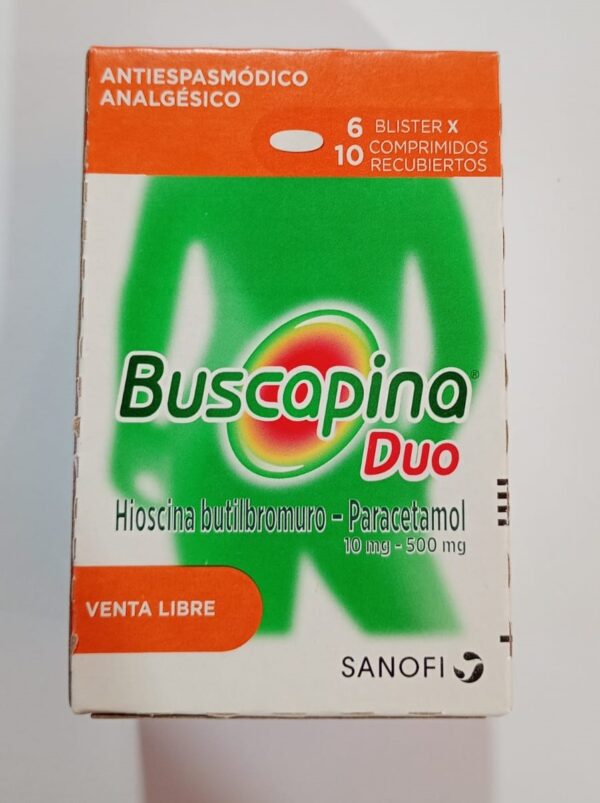 ANTIESPASMÓDICO
ANALGÉSICO
6 BLISTER X
10 COMPRIMIDOS
RECUBIERTOS
Buscapina®
Duo
Hioscina butilbromuro – Paracetamol
10 mg - 500 mg
VENTA LIBRE
SANOFI